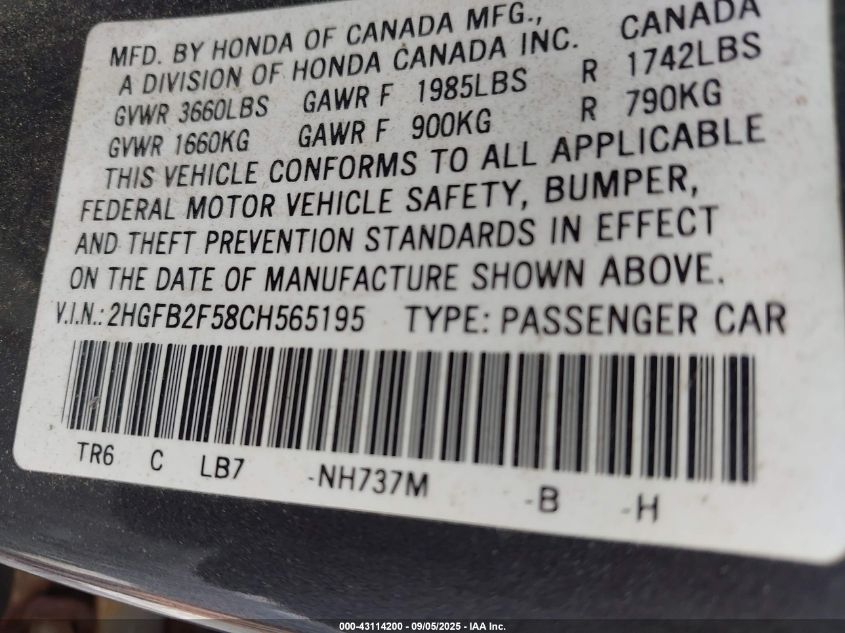 MFD. BY HONDA OF CANADA MFG., CANADA
A DIVISION OF HONDA CANADA INC.
GVWR 3660LBS GAWR F 1985LBS R 1742LBS
GVWR 1660KG GAWR F 900KG R 790KG
THIS VEHICLE CONFORMS TO ALL APPLICABLE
FEDERAL MOTOR VEHICLE SAFETY, BUMPER,
AND THEFT PREVENTION STANDARDS IN EFFECT
ON THE DATE OF MANUFACTURE SHOWN ABOVE.
V.I.N.: 2HGFB2F58CH565195 TYPE: PASSENGER CAR
TR6 C LB7 -NH737M -B -H
000-43114200 - 09/05/2025 - IAA Inc.